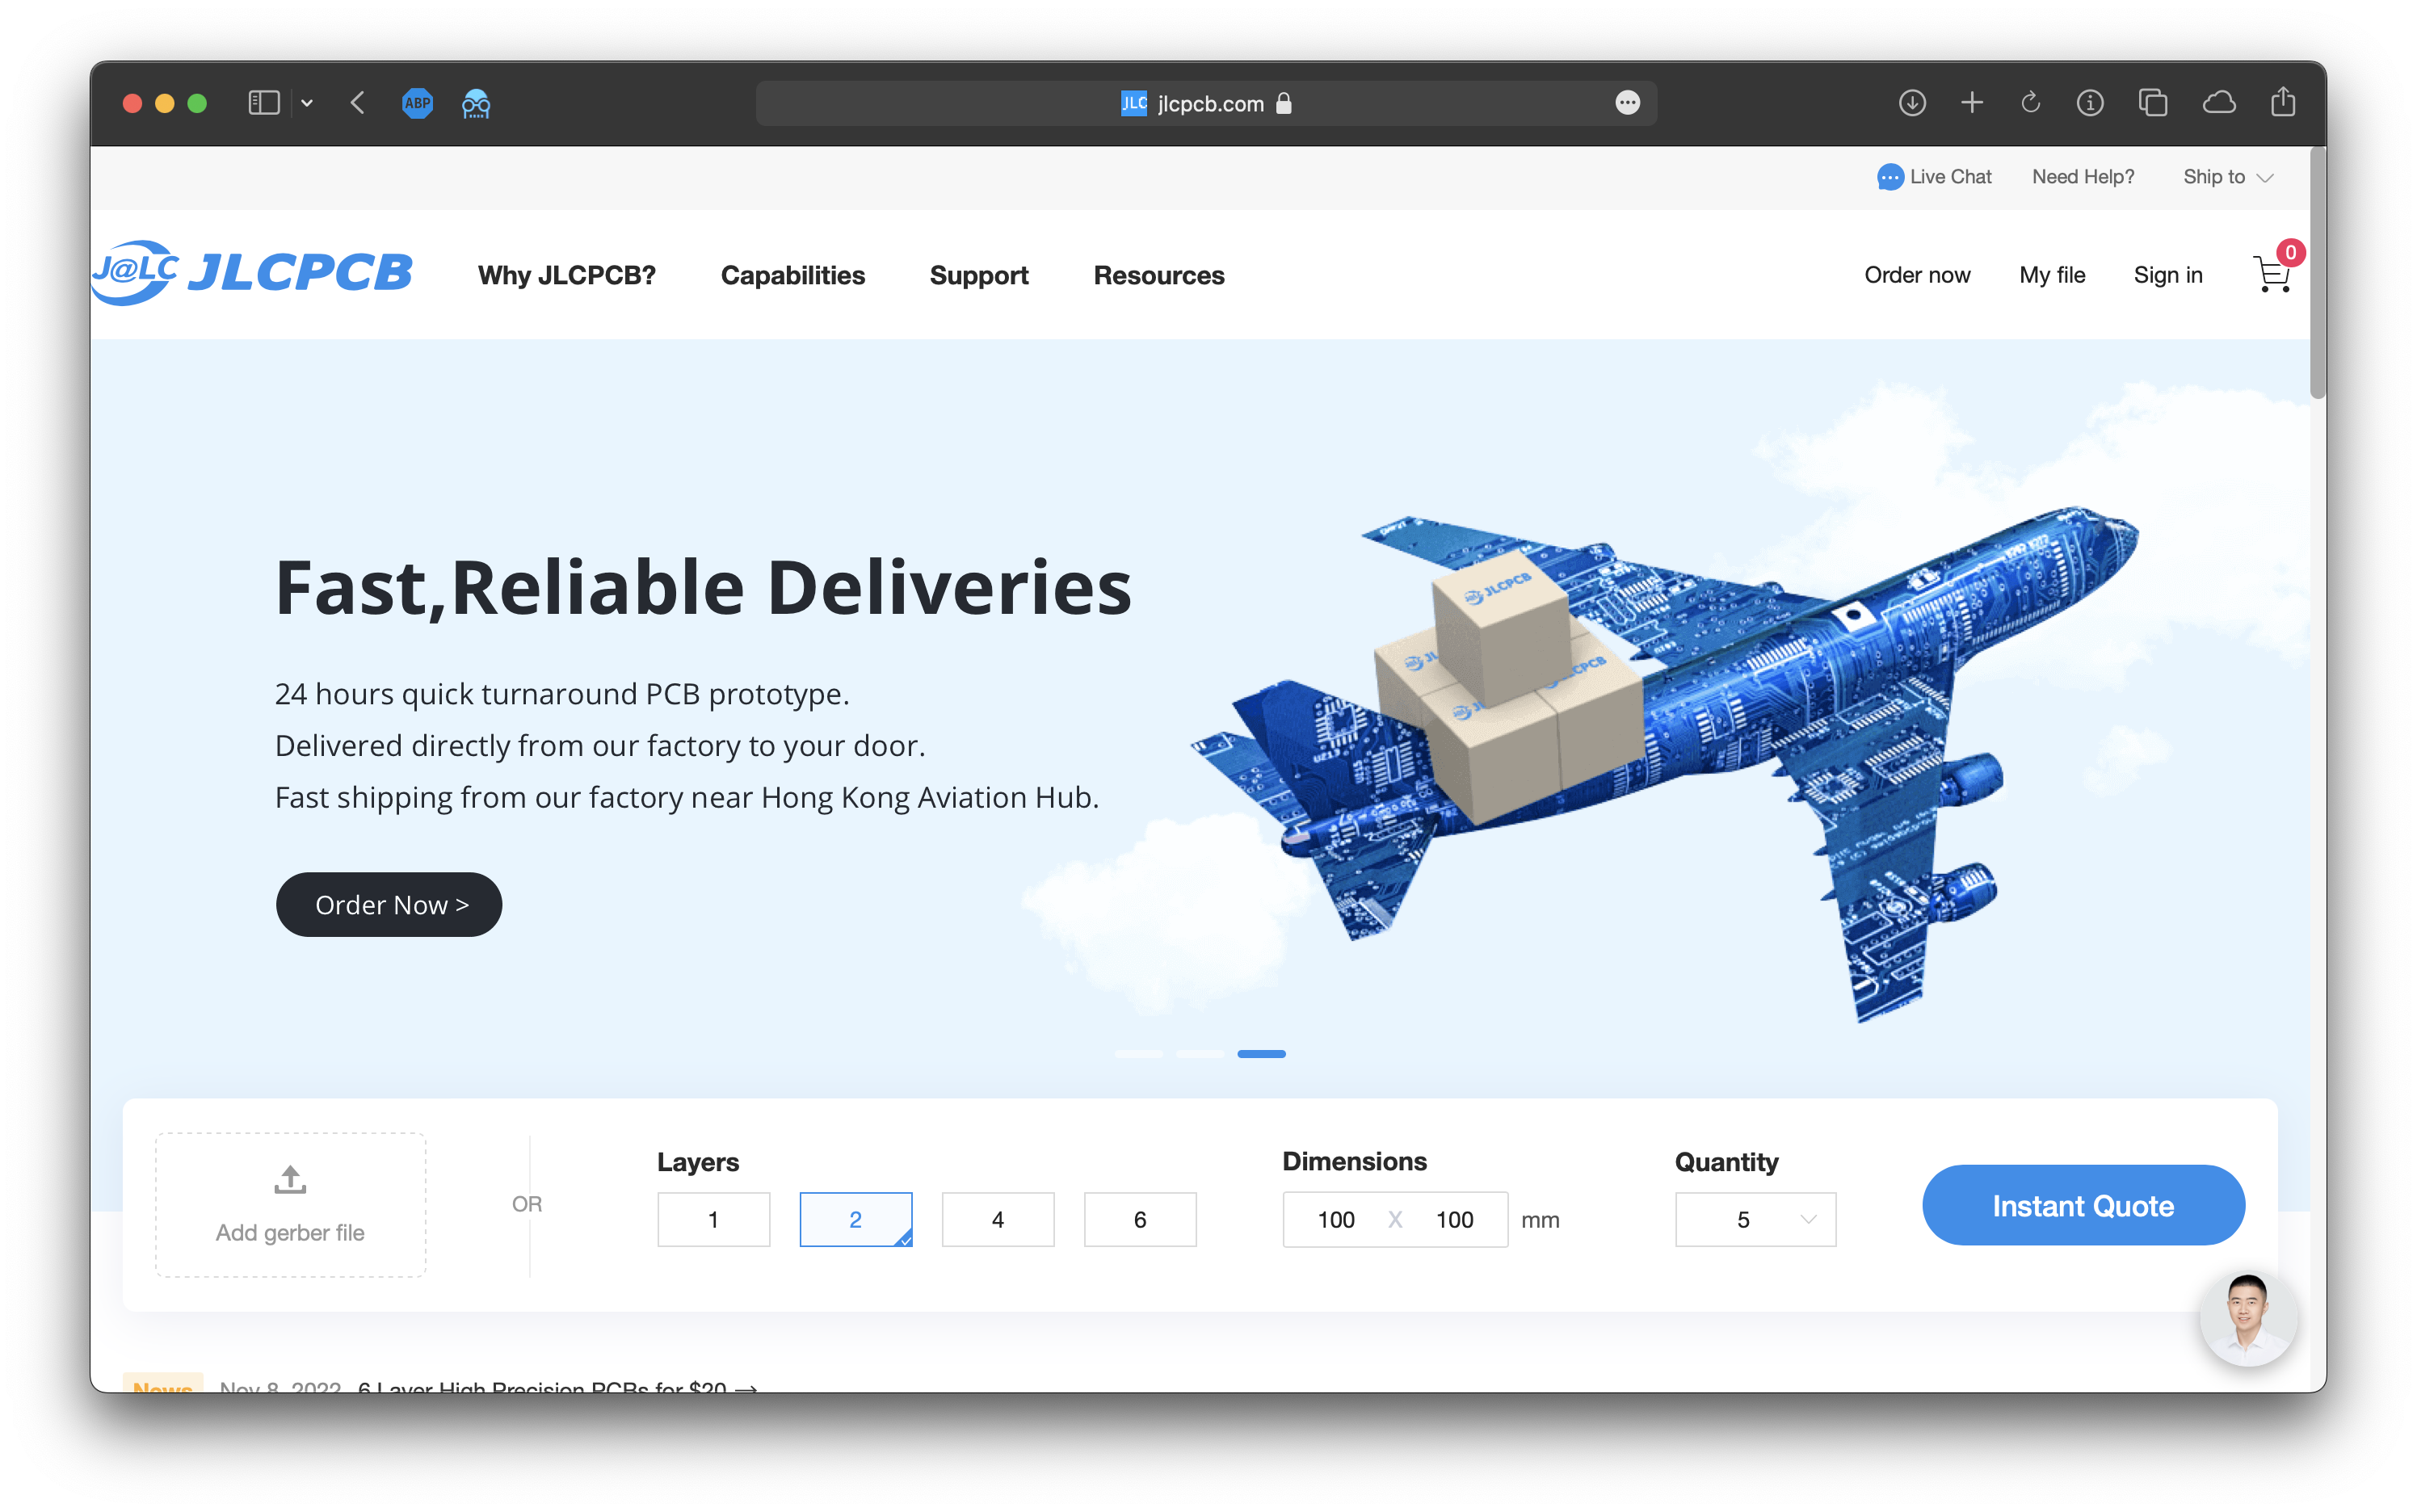 ABP
JLC jlcpcb.com
Live Chat Need Help? Ship to
J@LC JLCPCB Why JLCPCB? Capabilities Support Resources Order now My file Sign in 0
Fast,Reliable Deliveries
24 hours quick turnaround PCB prototype.
Delivered directly from our factory to your door.
Fast shipping from our factory near Hong Kong Aviation Hub.
Order Now >
JLCPCB
Layers Dimensions Quantity
Add gerber file OR 1 2 4 6 100 X 100 mm 5 Instant Quote
News Nov 8, 2022 6 Layer High Precision PCBs for $20 →